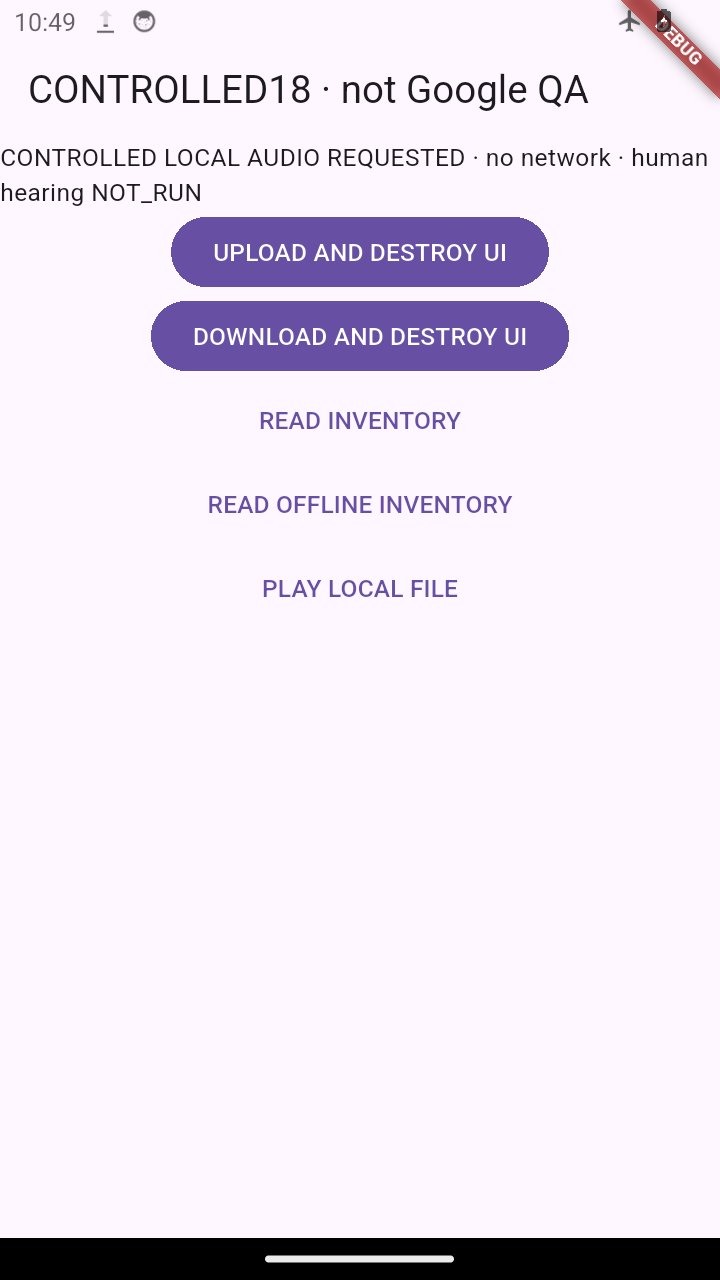 10:49
DEBUG
CONTROLLED18 · not Google QA
CONTROLLED LOCAL AUDIO REQUESTED · no network · human
hearing NOT_RUN
UPLOAD AND DESTROY UI
DOWNLOAD AND DESTROY UI
READ INVENTORY
READ OFFLINE INVENTORY
PLAY LOCAL FILE